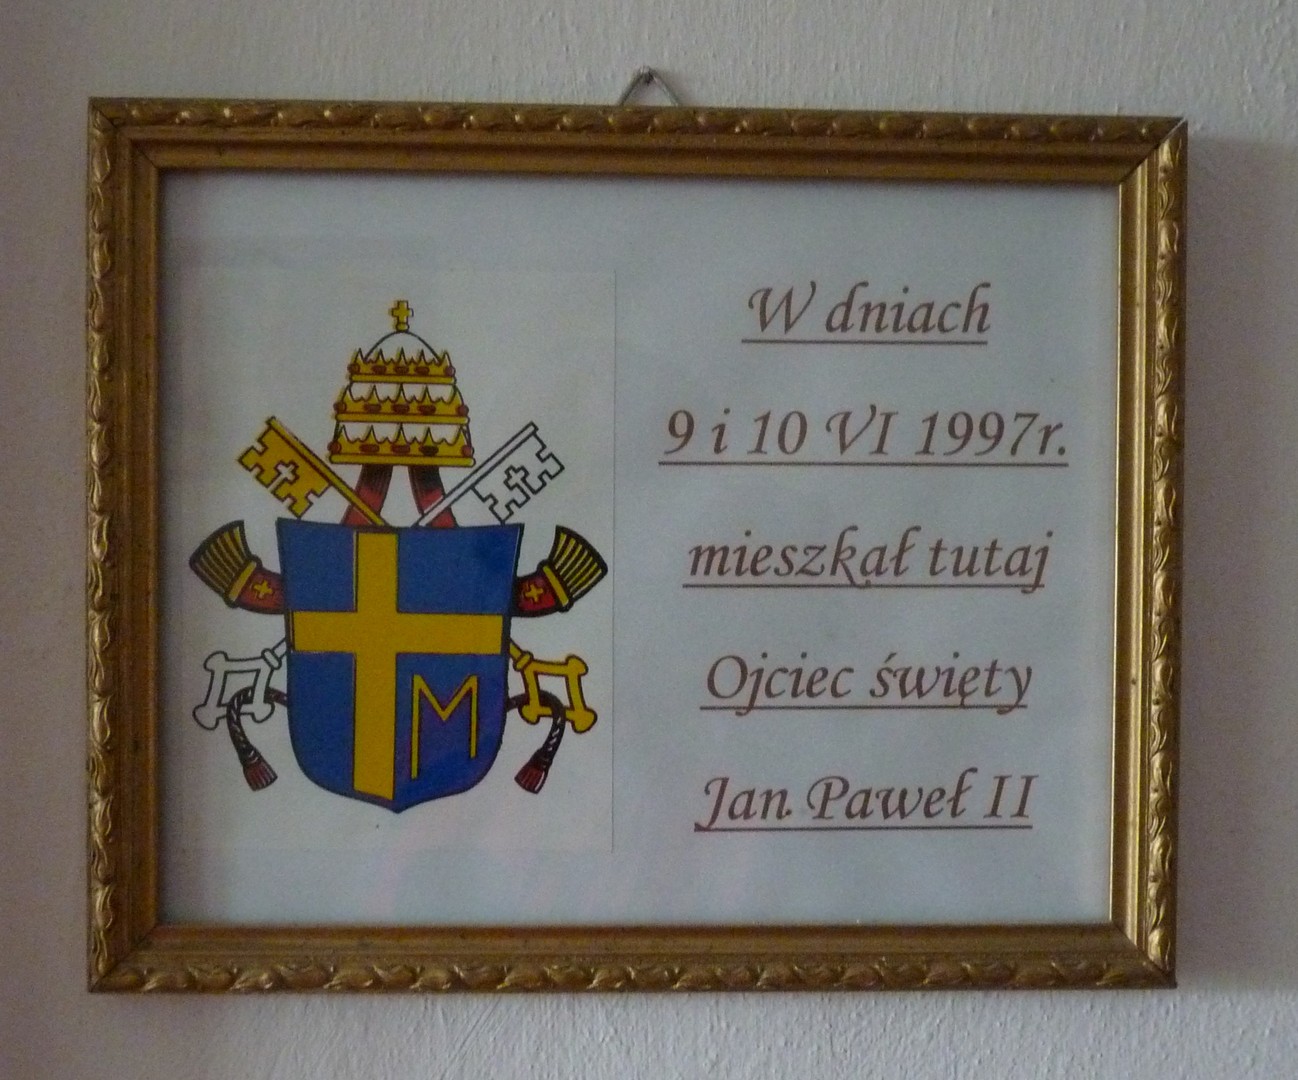 W dniach
9 i 10 VI 1997r.
mieszkał tutaj
Ojciec święty
Jan Paweł II
M